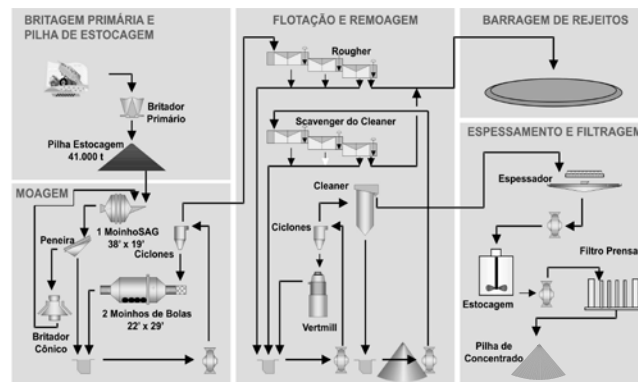 BRITAGEM PRIMÁRIA E
PILHA DE ESTOCAGEM
Britador
Primário
Pilha Estocagem
41.000 t
MOAGEM
1 MoinhoSAG
38' x 19'
Peneira
Ciclones
2 Moinhos de Bolas
22' x 29'
Britador
Cônico
FLOTAÇÃO E REMOAGEM
Rougher
Scavenger do Cleaner
Cleaner
Ciclones
Vertmill
BARRAGEM DE REJEITOS
ESPESSAMENTO E FILTRAGEM
Espessador
Filtro Prensa
Estocagem
Pilha de
Concentrado